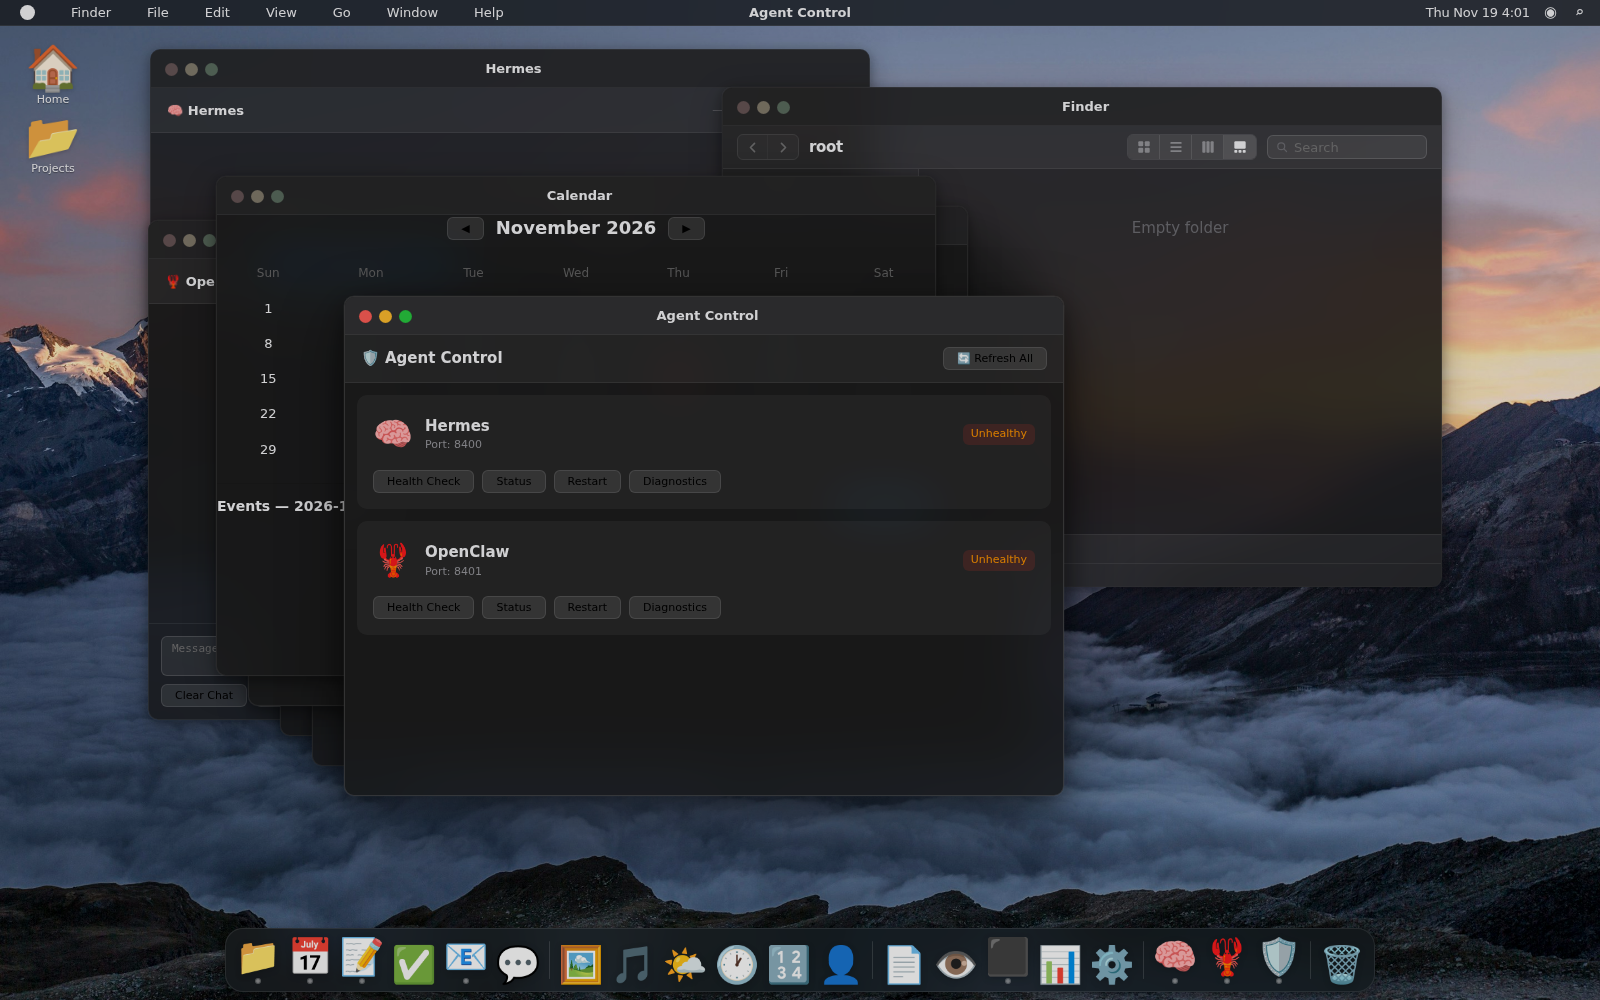 Finder File Edit View Go Window Help Agent Control Thu Nov 19 4:01
Home
Projects
Hermes
🧠 Hermes
Finder
root
Search
Empty folder
Calendar
◀ November 2026 ▶
Sun Mon Tue Wed Thu Fri Sat
1
8
15
22
29
Events — 2026-1
🦞 Ope
Message
Clear Chat
Agent Control
🛡️ Agent Control
🔄 Refresh All
Hermes
Port: 8400
Unhealthy
Health Check Status Restart Diagnostics
OpenClaw
Port: 8401
Unhealthy
Health Check Status Restart Diagnostics
July
17
1 2
3 4